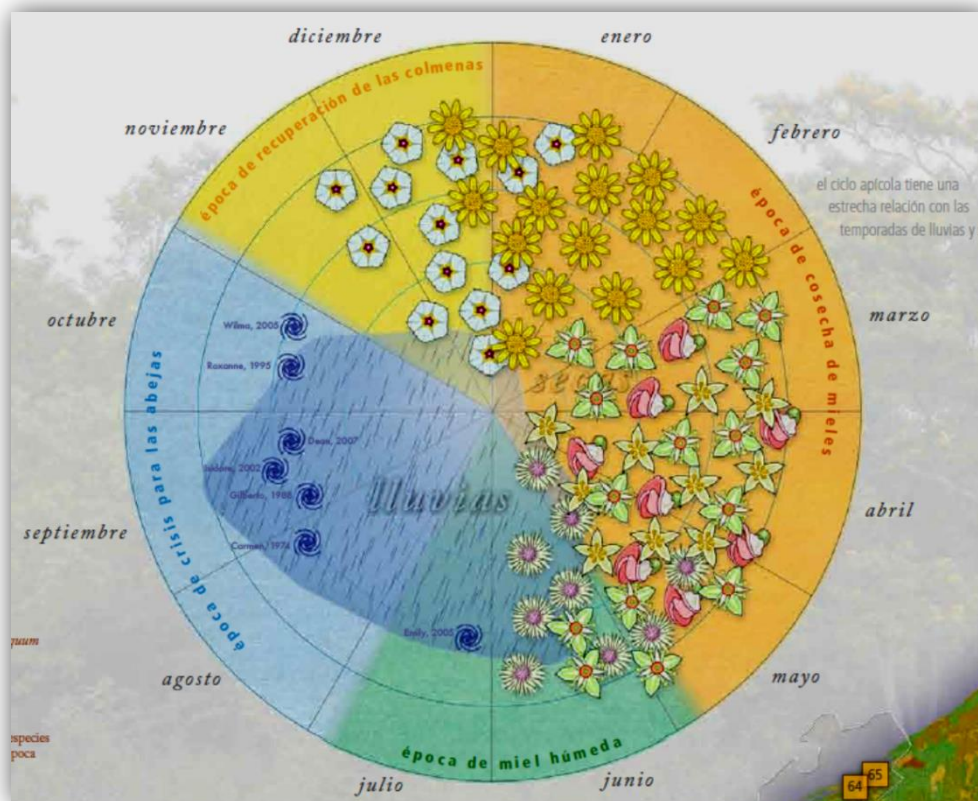 diciembre
enero
noviembre
febrero
época de recuperación de las colmenas
el ciclo apícola tiene una
estrecha relación con las
temporadas de lluvias y
época de cosecha de mieles
octubre
marzo
Wilma, 2005
Roxanne, 1995
secas
época de crisis para las abejas
Dean, 2007
Isidore, 2002
Gilberto, 1988
lluvias
septiembre
abril
Carmen, 1974
Emily, 2005
quum
agosto
mayo
especies
poca
época de miel húmeda
julio
junio
64
65